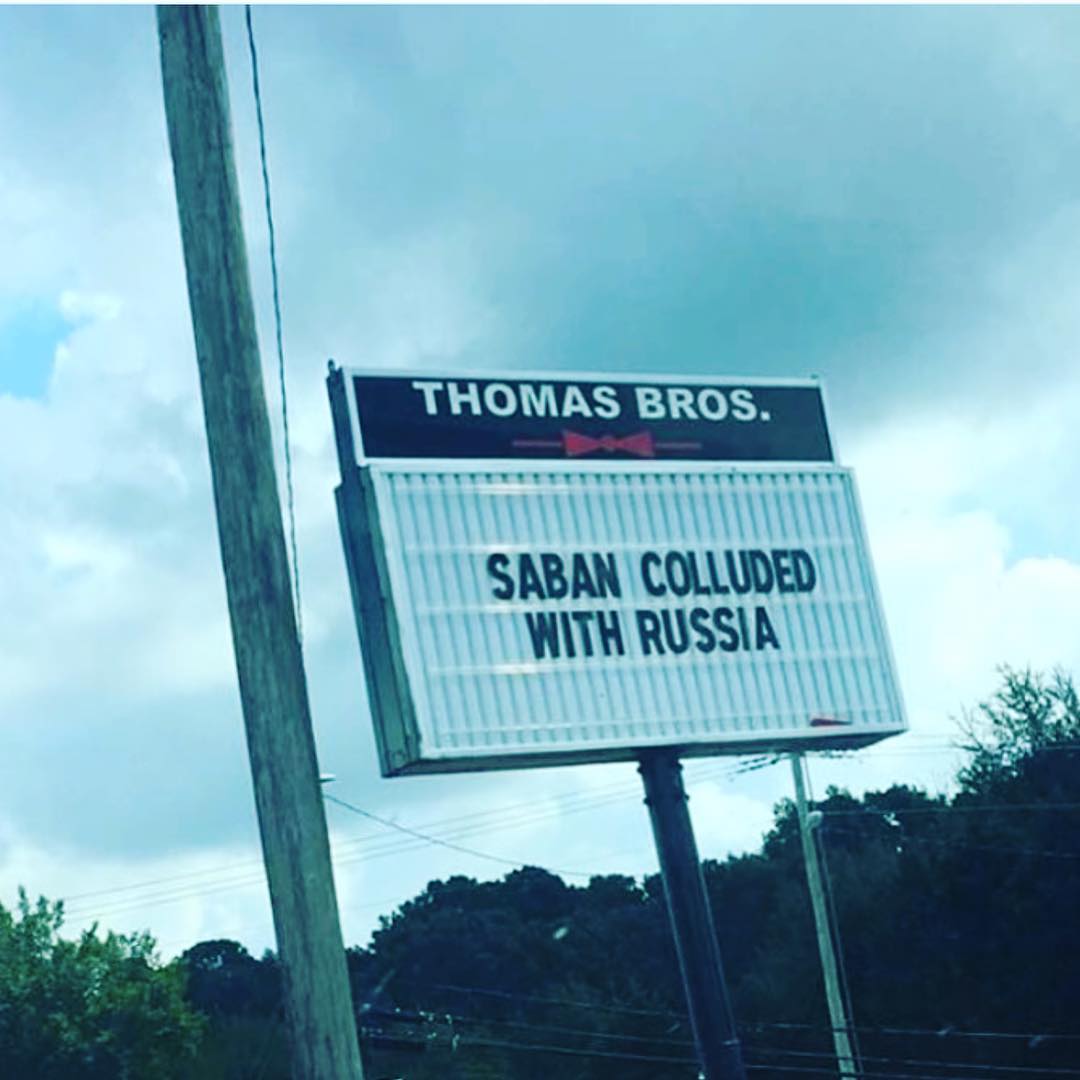 THOMAS BROS.
SABAN COLLUDED
WITH RUSSIA